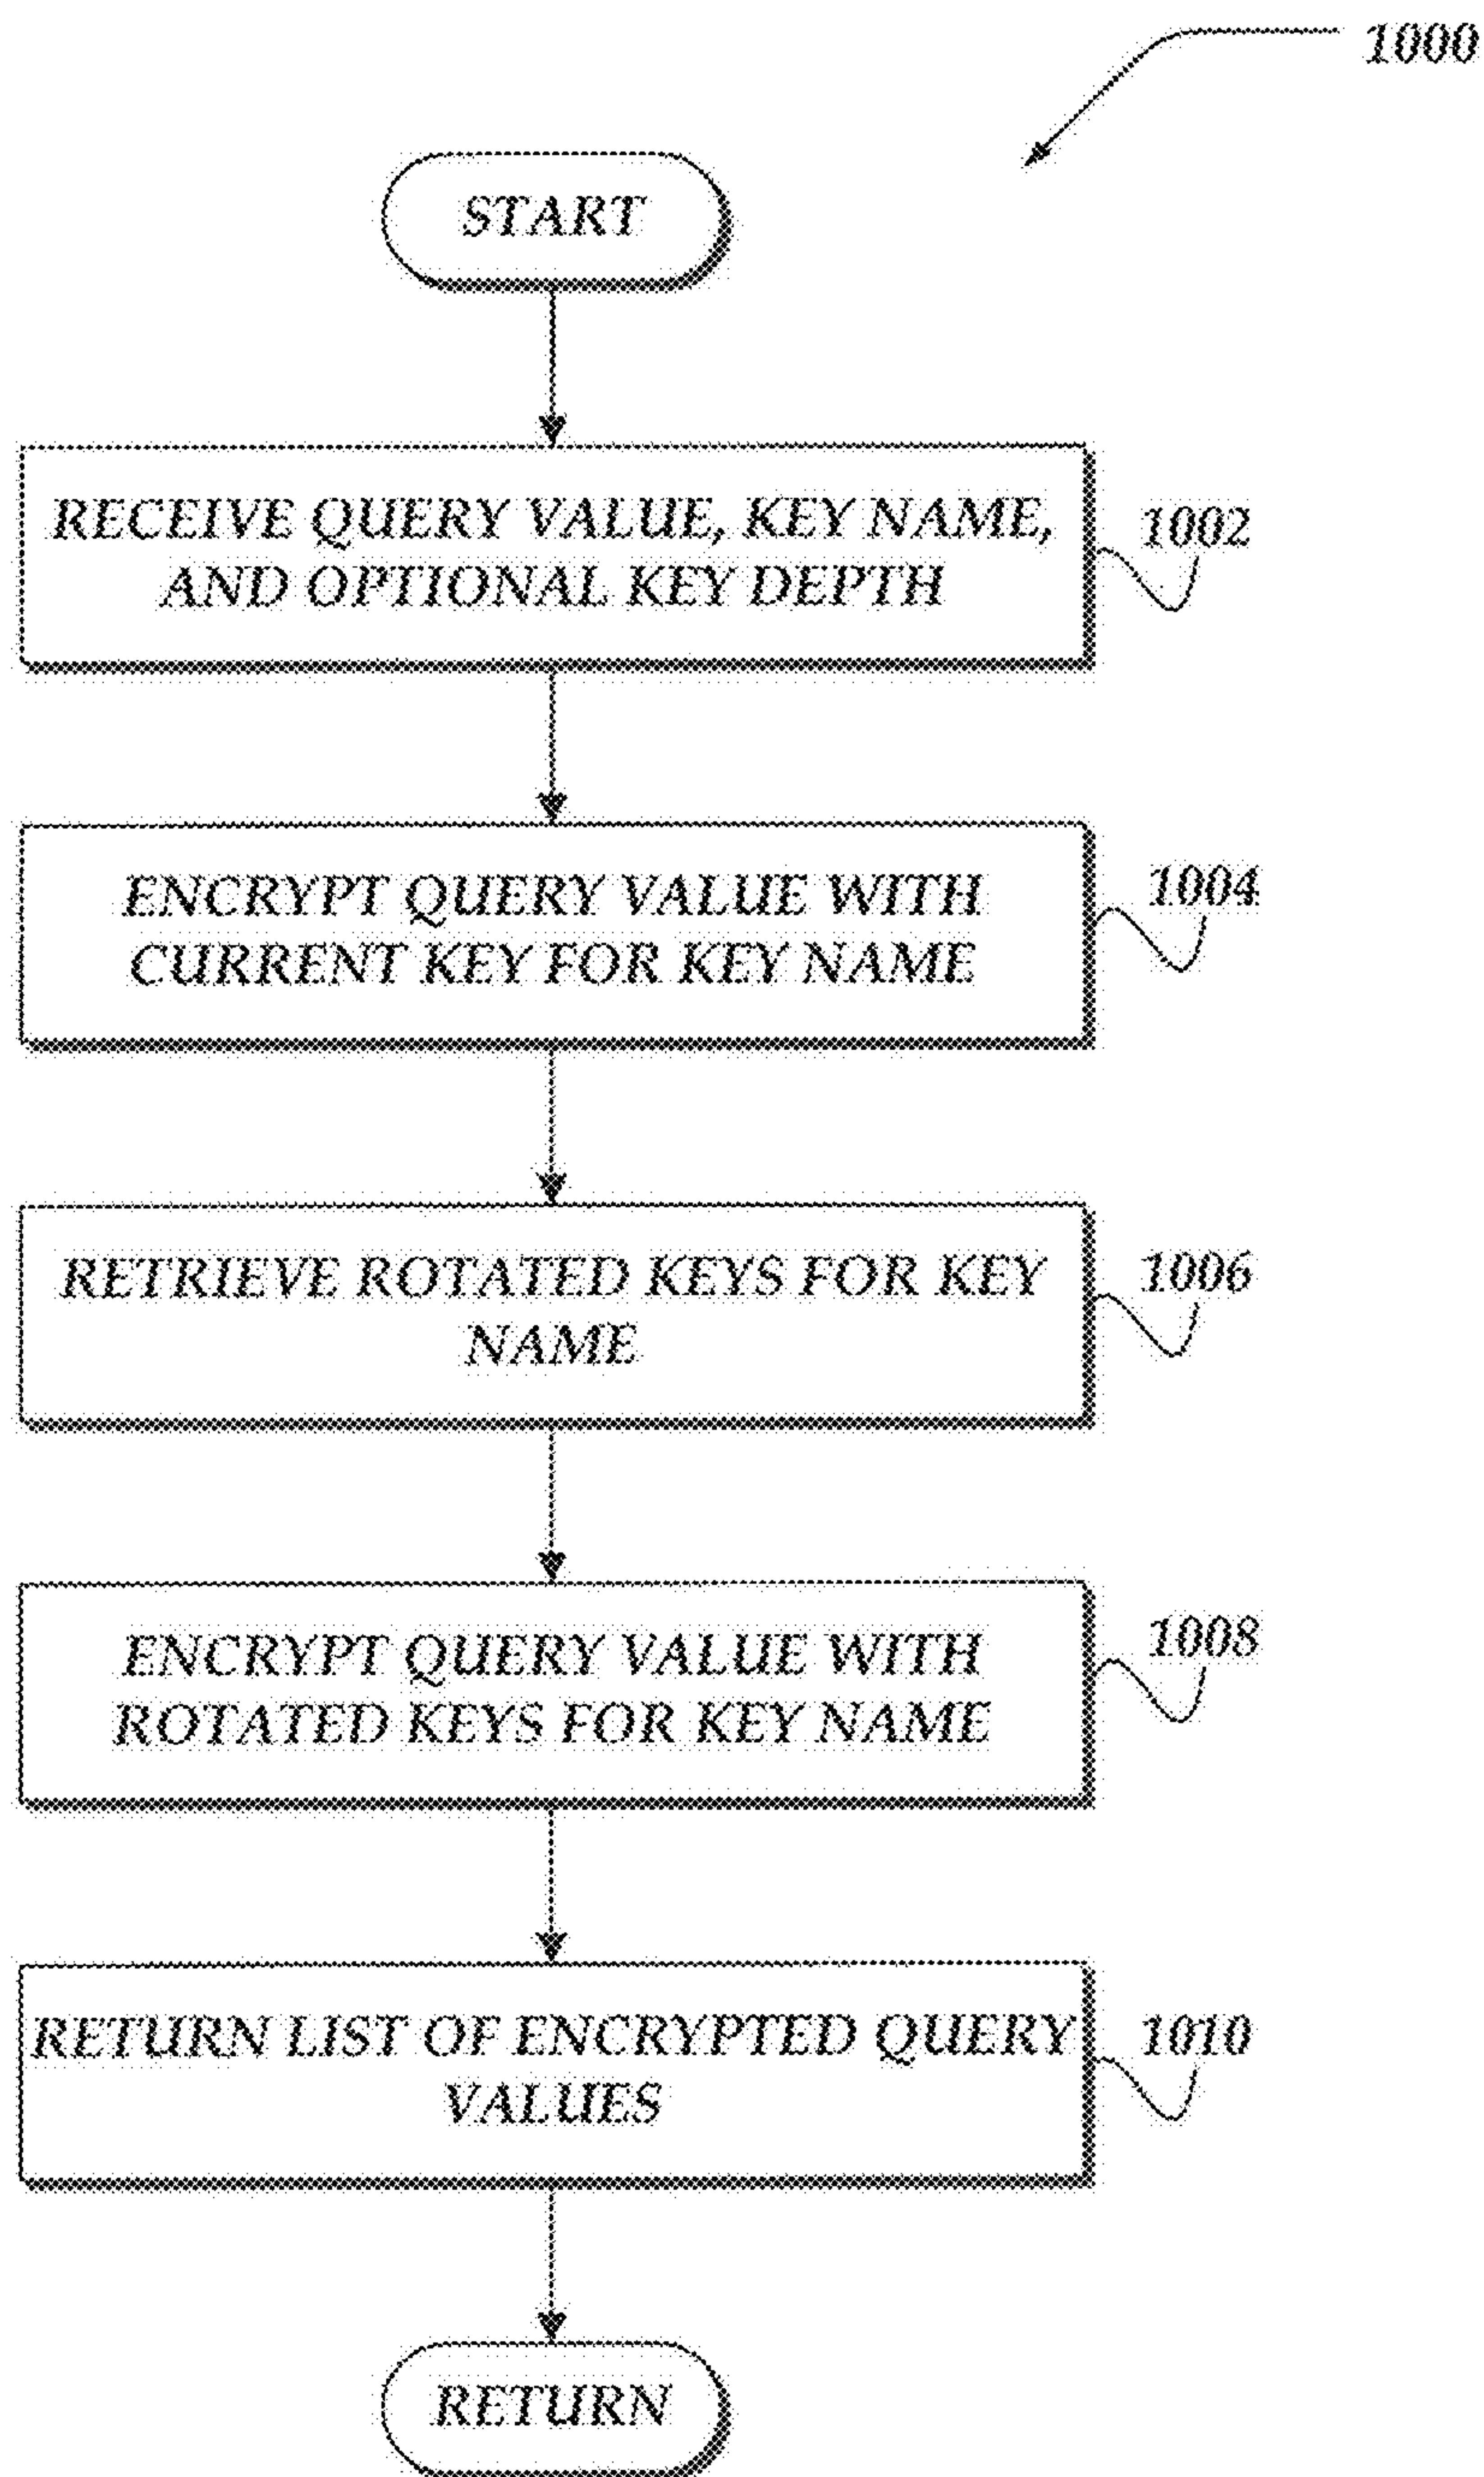 1000
START
RECEIVE QUERY VALUE, KEY NAME,
AND OPTIONAL KEY DEPTH
1002
ENCRYPT QUERY VALUE WITH
CURRENT KEY FOR KEY NAME
1004
RETRIEVE ROTATED KEYS FOR KEY
NAME
1006
ENCRYPT QUERY VALUE WITH
ROTATED KEYS FOR KEY NAME
1008
RETURN LIST OF ENCRYPTED QUERY
VALUES
1010
RETURN